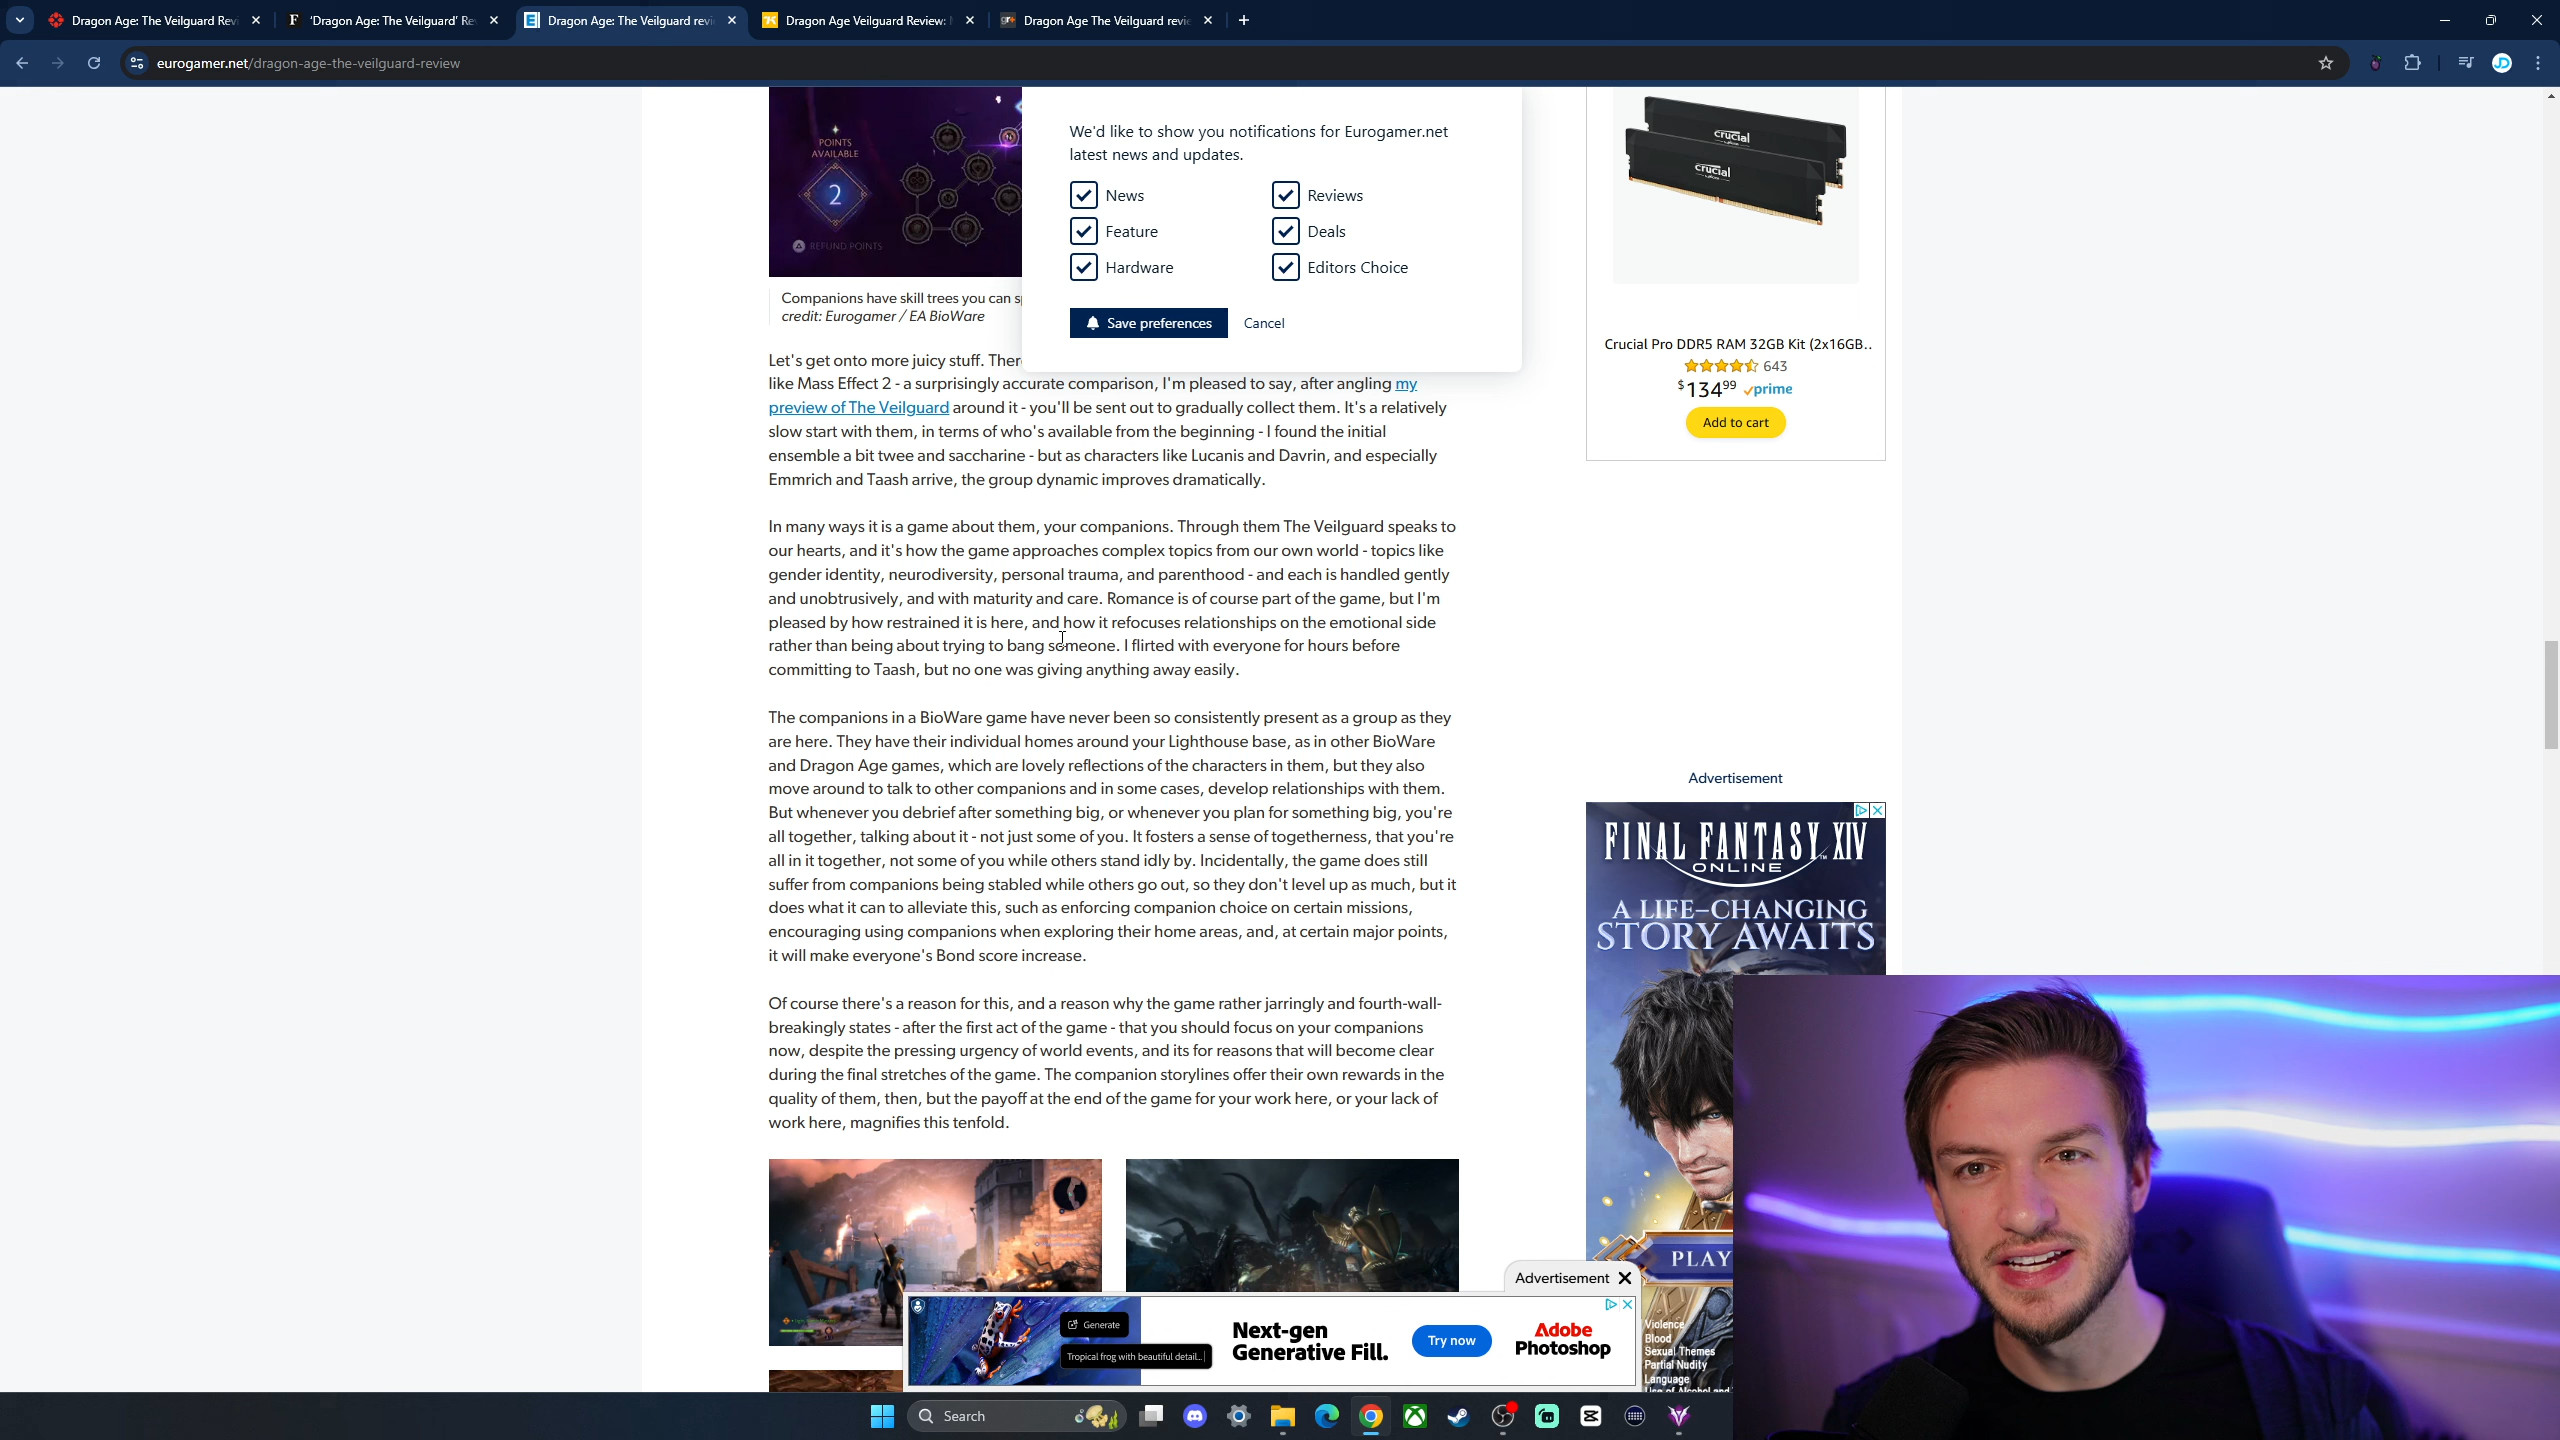 Dragon Age: The Veilguard Revi
'Dragon Age: The Veilguard' Re
Dragon Age: The Veilguard revi
Dragon Age Veilguard Review:
Dragon Age The Veilguard revie
eurogamer.net/dragon-age-the-veilguard-review
POINTS
AVAILABLE
2
REFUND POINTS
We'd like to show you notifications for Eurogamer.net
latest news and updates.
News
Reviews
Feature
Deals
Hardware
Editors Choice
Save preferences
Cancel
Companions have skill trees you can s
credit: Eurogamer / EA BioWare
Let's get onto more juicy stuff. Ther
like Mass Effect 2 - a surprisingly accurate comparison, I'm pleased to say, after angling my
preview of The Veilguard around it - you'll be sent out to gradually collect them. It's a relatively
slow start with them, in terms of who's available from the beginning - I found the initial
ensemble a bit twee and saccharine - but as characters like Lucanis and Davrin, and especially
Emmrich and Taash arrive, the group dynamic improves dramatically.
In many ways it is a game about them, your companions. Through them The Veilguard speaks to
our hearts, and it's how the game approaches complex topics from our own world - topics like
gender identity, neurodiversity, personal trauma, and parenthood - and each is handled gently
and unobtrusively, and with maturity and care. Romance is of course part of the game, but I'm
pleased by how restrained it is here, and how it refocuses relationships on the emotional side
rather than being about trying to bang someone. I flirted with everyone for hours before
committing to Taash, but no one was giving anything away easily.
The companions in a BioWare game have never been so consistently present as a group as they
are here. They have their individual homes around your Lighthouse base, as in other BioWare
and Dragon Age games, which are lovely reflections of the characters in them, but they also
move around to talk to other companions and in some cases, develop relationships with them.
But whenever you debrief after something big, or whenever you plan for something big, you're
all together, talking about it - not just some of you. It fosters a sense of togetherness, that you're
all in it together, not some of you while others stand idly by. Incidentally, the game does still
suffer from companions being stabled while others go out, so they don't level up as much, but it
does what it can to alleviate this, such as enforcing companion choice on certain missions,
encouraging using companions when exploring their home areas, and, at certain major points,
it will make everyone's Bond score increase.
Of course there's a reason for this, and a reason why the game rather jarringly and fourth-wall-
breakingly states - after the first act of the game - that you should focus on your companions
now, despite the pressing urgency of world events, and its for reasons that will become clear
during the final stretches of the game. The companion storylines offer their own rewards in the
quality of them, then, but the payoff at the end of the game for your work here, or your lack of
work here, magnifies this tenfold.
crucial
crucial
Crucial Pro DDR5 RAM 32GB Kit (2x16GB..
643
$134.99 prime
Add to cart
Advertisement
FINAL FANTASY XIV
ONLINE
A LIFE-CHANGING
STORY AWAITS
PLAY
Violence
Blood
Sexual Themes
Partial Nudity
Language
Use of Alcohol and
Advertisement
Generate
Tropical frog with beautiful detail...
Next-gen
Generative Fill.
Try now
Adobe
Photoshop
Search